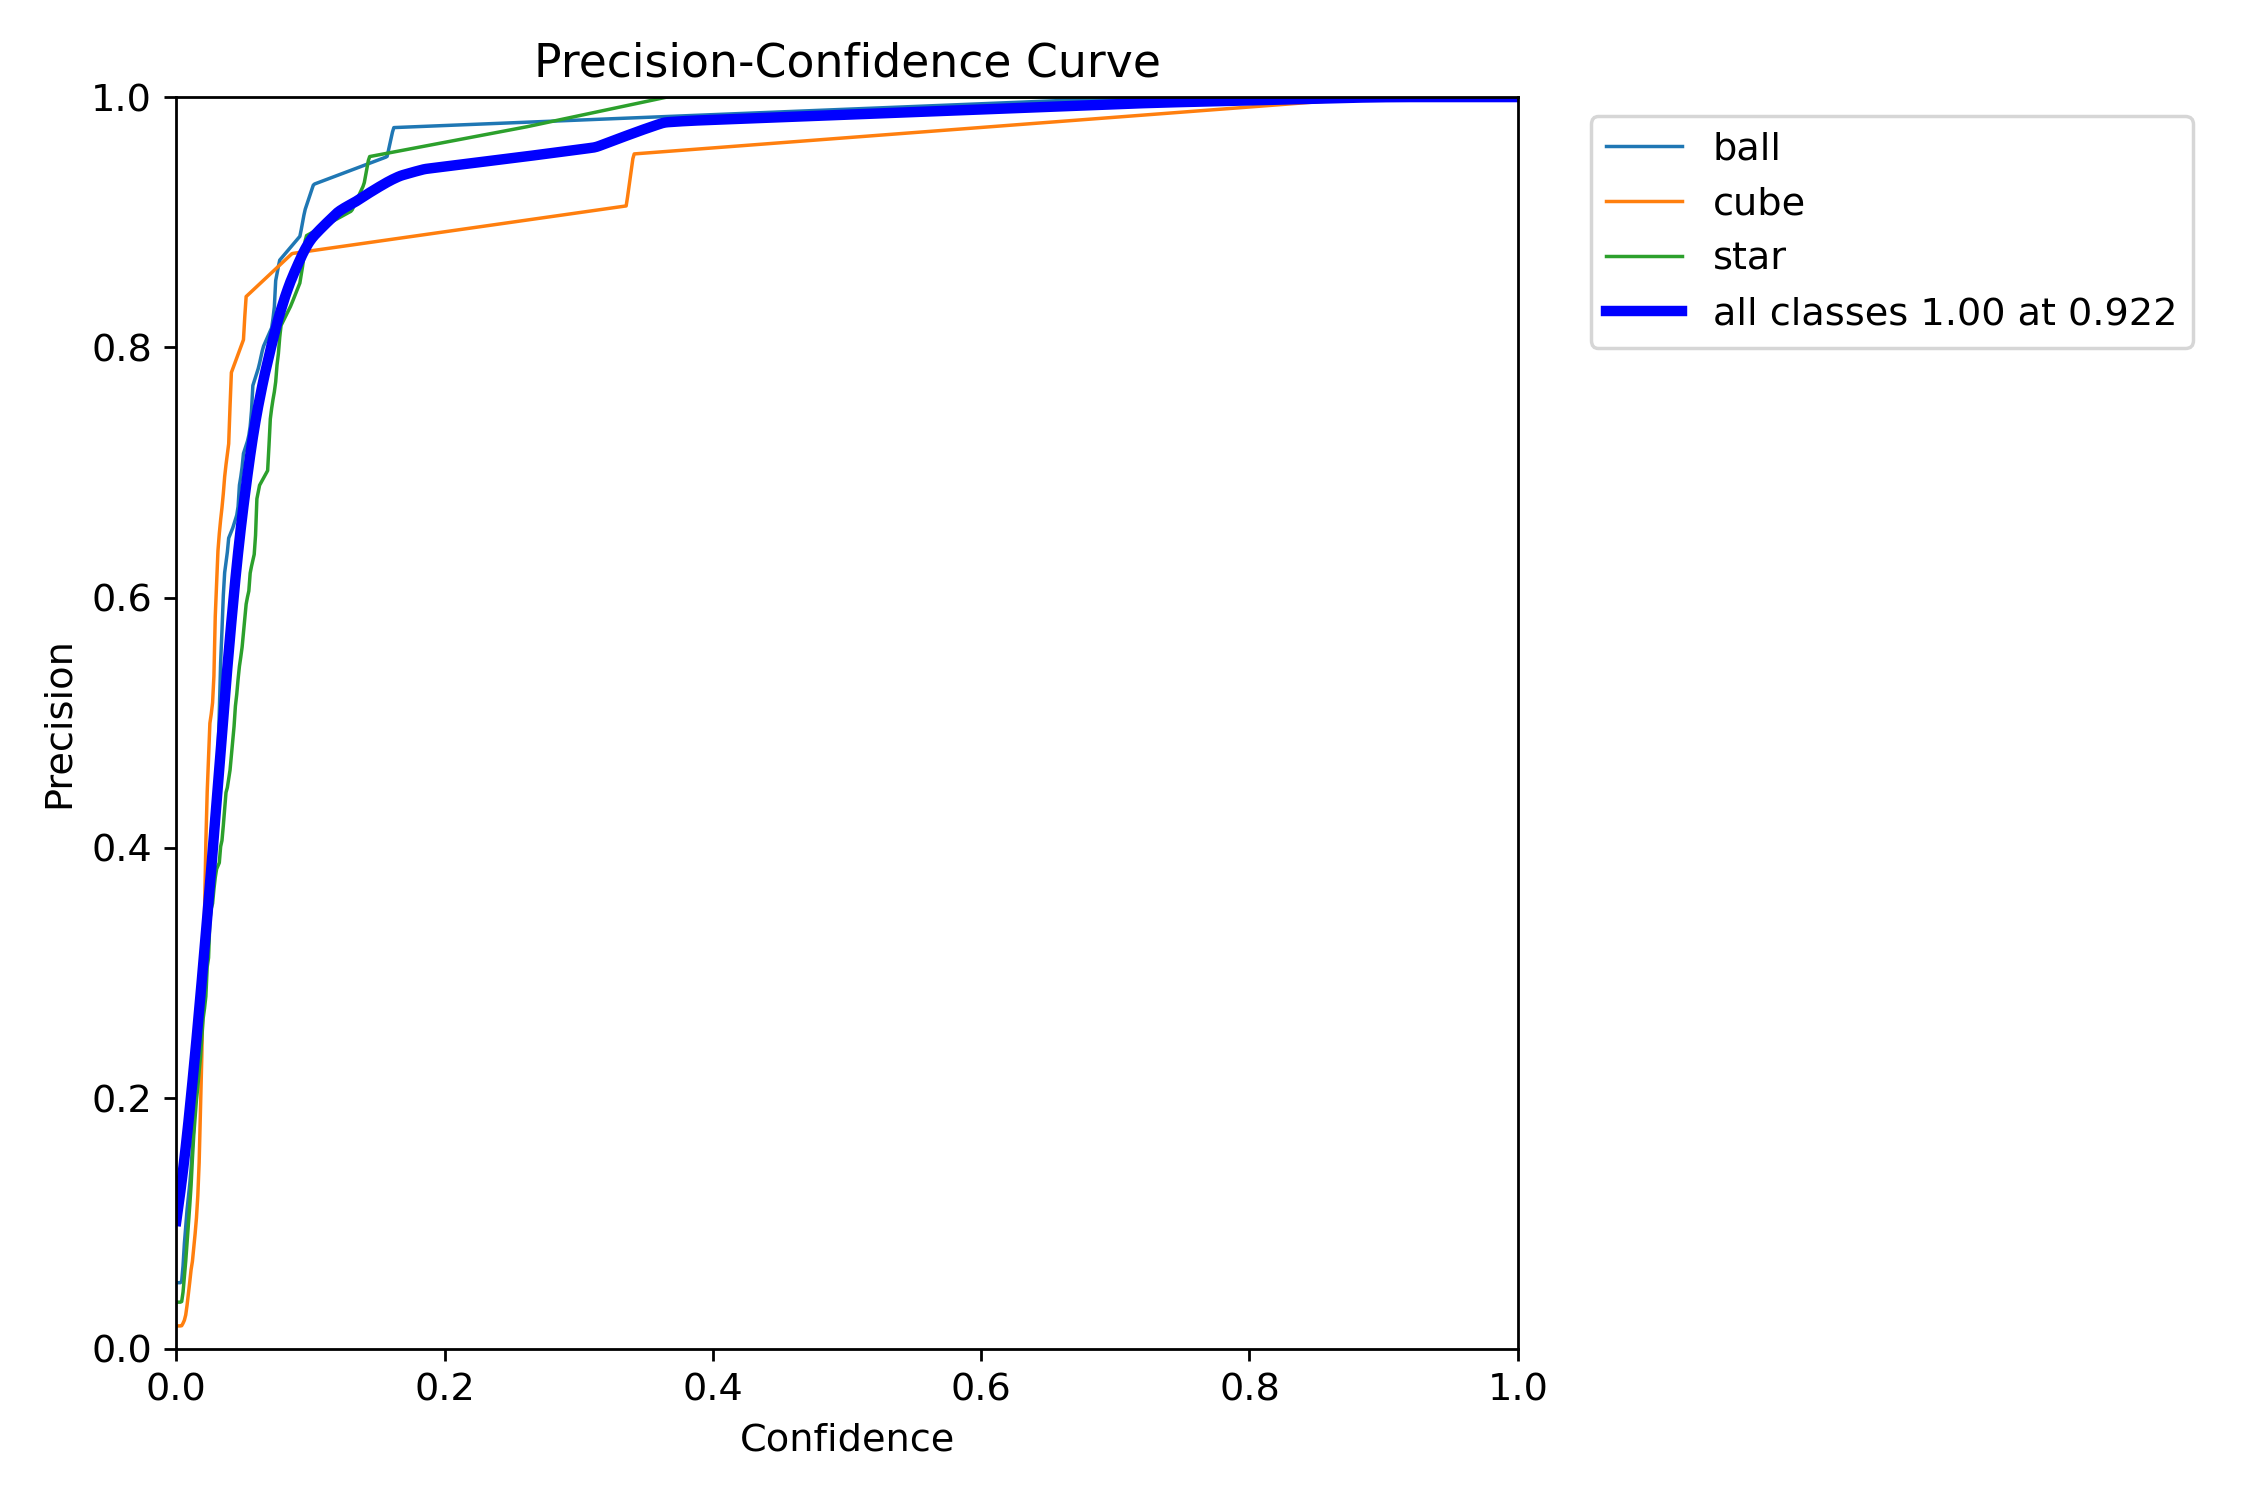 Precision-Confidence Curve
1.0
0.8
0.6
0.4
0.2
0.0
Precision
0.0 0.2 0.4 0.6 0.8 1.0
Confidence
ball
cube
star
all classes 1.00 at 0.922